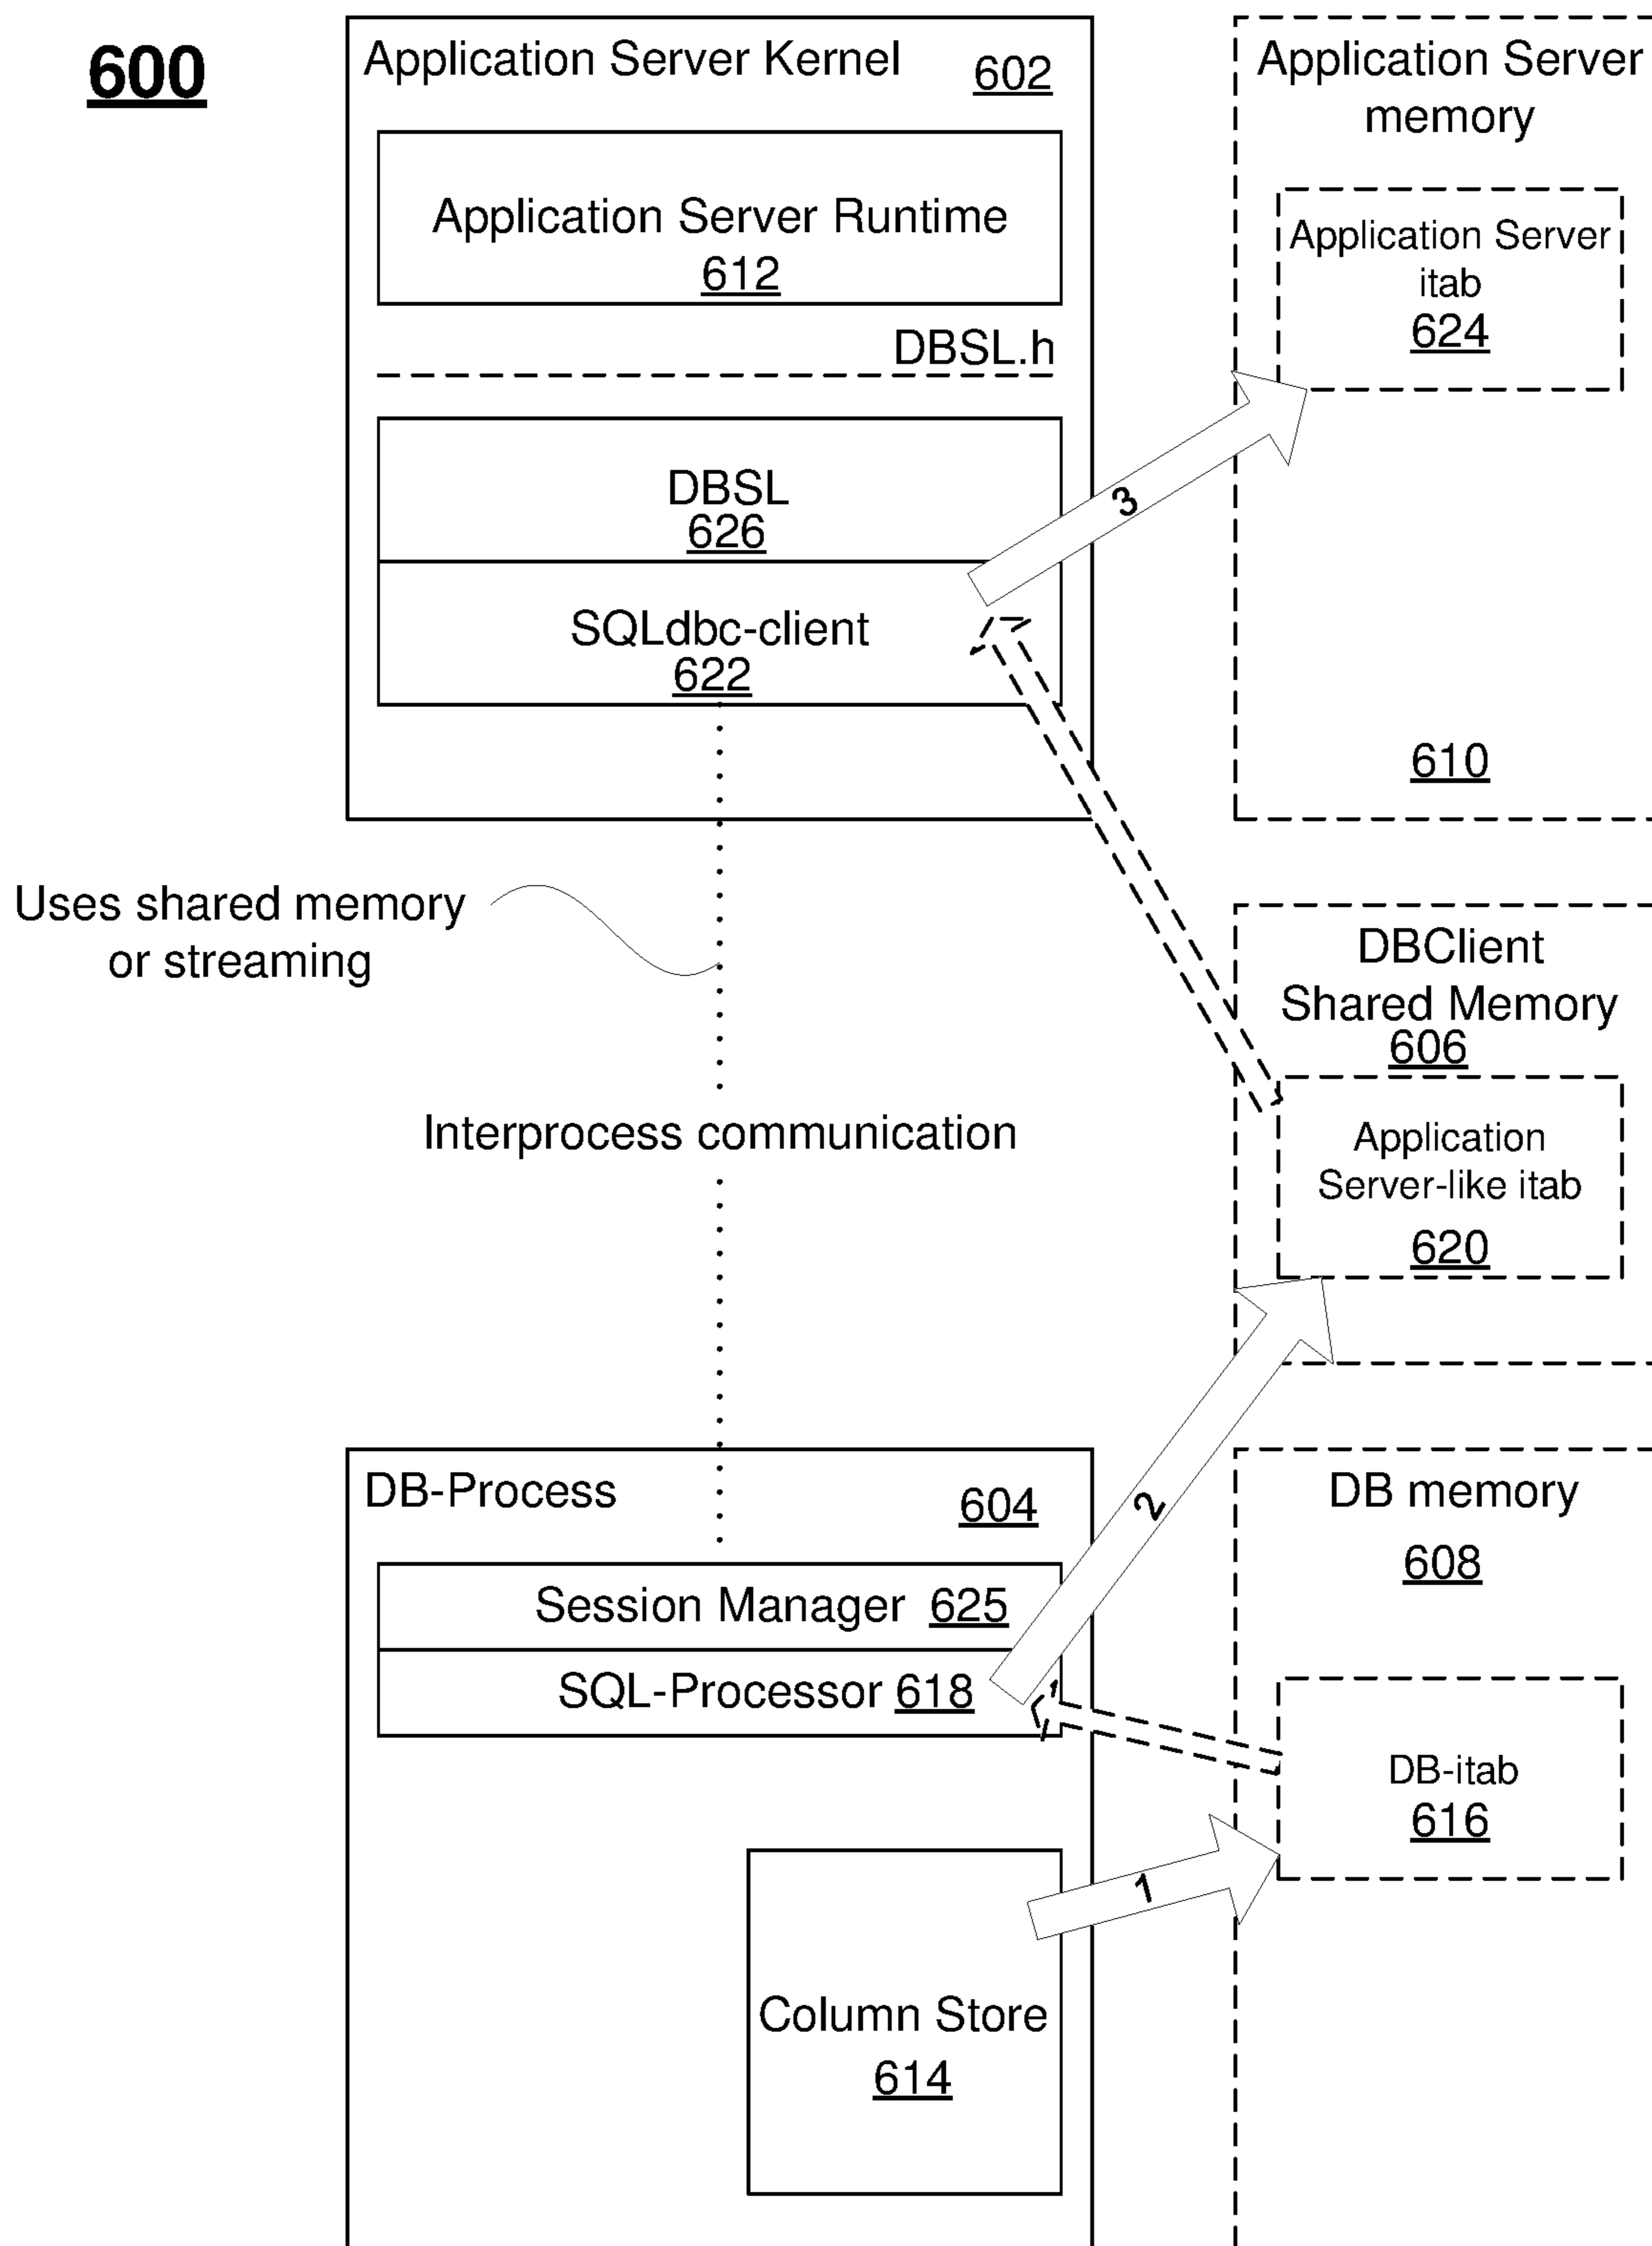 600
Application Server Kernel 602
Application Server Runtime
612
DBSL.h
DBSL
626
SQLdbc-client
622
Application Server
memory
Application Server
itab
624
3
610
Uses shared memory
or streaming
DBClient
Shared Memory
606
Application
Server-like itab
620
Interprocess communication
2
DB-Process 604
Session Manager 625
SQL-Processor 618
DB memory
608
DB-itab
616
1
Column Store
614